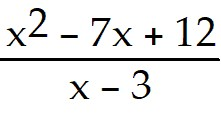 x² – 7x + 12
x – 3